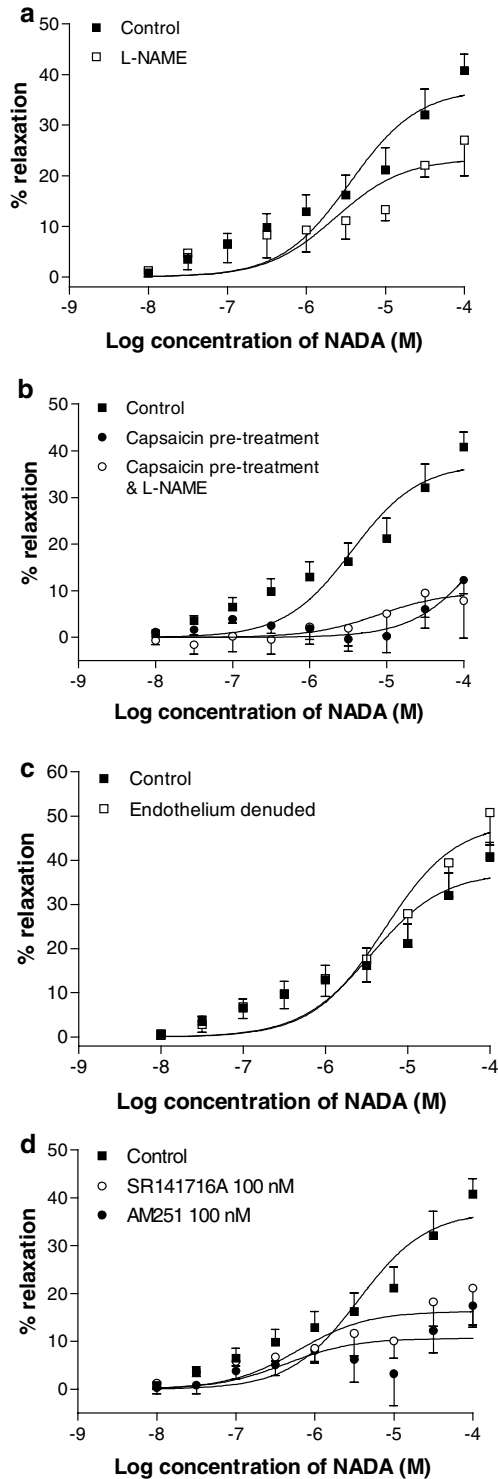 a
Control
L-NAME
50
40
30
20
10
0
% relaxation
-9 -8 -7 -6 -5 -4
Log concentration of NADA (M)
b
Control
Capsaicin pre-treatment
Capsaicin pre-treatment
& L-NAME
50
40
30
20
10
0
% relaxation
-9 -8 -7 -6 -5 -4
Log concentration of NADA (M)
c
Control
Endothelium denuded
60
50
40
30
20
10
0
% relaxation
-9 -8 -7 -6 -5 -4
Log concentration of NADA (M)
d
Control
SR141716A 100 nM
AM251 100 nM
50
40
30
20
10
0
% relaxation
-9 -8 -7 -6 -5 -4
Log concentration of NADA (M)